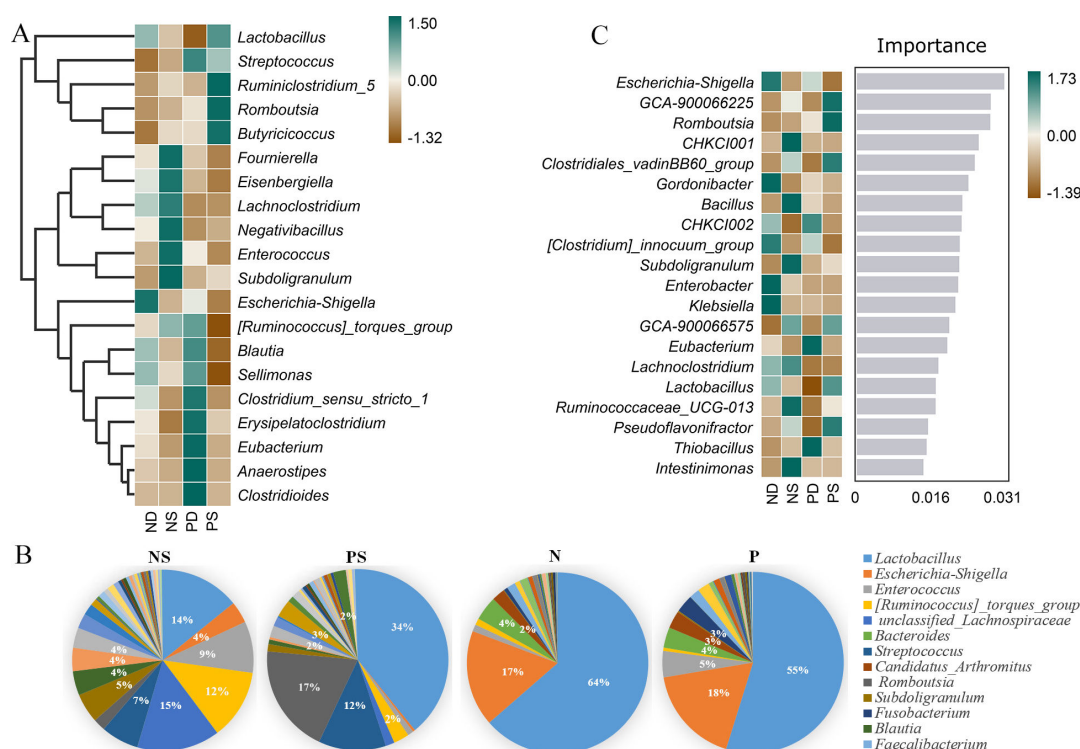 A
1.50
0.00
-1.32
Lactobacillus
Streptococcus
Ruminiclostridium_5
Romboutsia
Butyricicoccus
Fournierella
Eisenbergiella
Lachnoclostridium
Negativibacillus
Enterococcus
Subdoligranulum
Escherichia-Shigella
[Ruminococcus]_torques_group
Blautia
Sellimonas
Clostridium_sensu_stricto_1
Erysipelatoclostridium
Eubacterium
Anaerostipes
Clostridioides
ND NS PD PS
C
Importance
1.73
0.00
-1.39
Escherichia-Shigella
GCA-900066225
Romboutsia
CHKCI001
Clostridiales_vadinBB60_group
Gordonibacter
Bacillus
CHKCI002
[Clostridium]_innocuum_group
Subdoligranulum
Enterobacter
Klebsiella
GCA-900066575
Eubacterium
Lachnoclostridium
Lactobacillus
Ruminococcaceae_UCG-013
Pseudoflavonifractor
Thiobacillus
Intestinimonas
ND NS PD PS
0 0.016 0.031
B
NS
14%
4%
9%
12%
15%
7%
5%
4%
4%
4%
PS
34%
2%
12%
17%
2%
3%
2%
N
64%
17%
4%
2%
P
55%
18%
5%
4%
3%
3%
Lactobacillus
Escherichia-Shigella
Enterococcus
[Ruminococcus]_torques_group
unclassified_Lachnospiraceae
Bacteroides
Streptococcus
Candidatus_Arthromitus
Romboutsia
Subdoligranulum
Fusobacterium
Blautia
Faecalibacterium